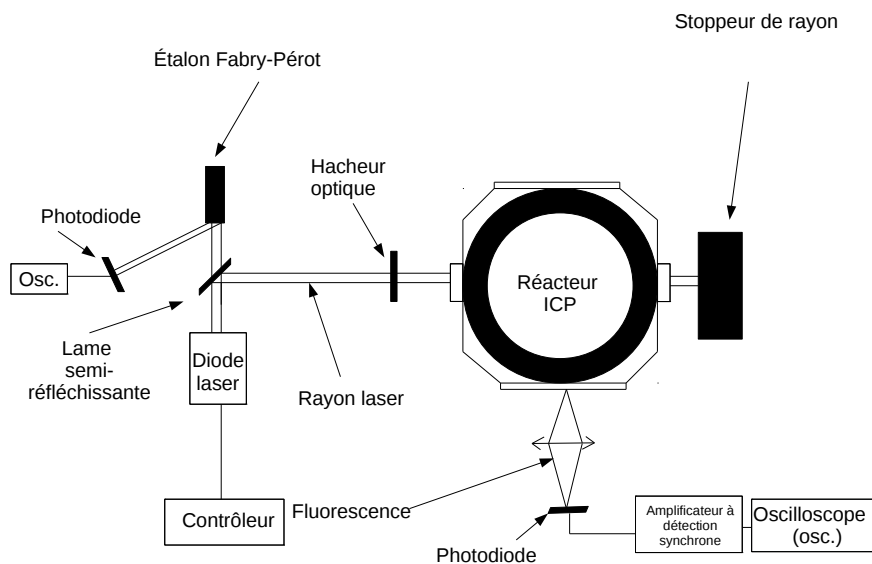 Stoppeur de rayon
Étalon Fabry-Pérot
Hacheur
optique
Photodiode
Osc.
Réacteur
ICP
Lame
semi-
réfléchissante
Diode
laser
Rayon laser
Contrôleur
Fluorescence
Photodiode
Amplificateur à
détection
synchrone
Oscilloscope
(osc.)